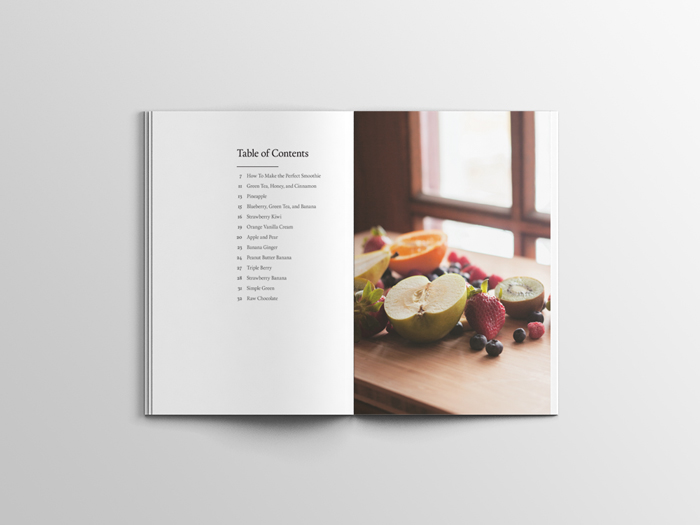 Table of Contents
7 How To Make the Perfect Smoothie
11 Green Tea, Honey, and Cinnamon
13 Pineapple
15 Blueberry, Green Tea, and Banana
16 Strawberry Kiwi
19 Orange Vanilla Cream
20 Apple and Pear
23 Banana Ginger
24 Peanut Butter Banana
27 Triple Berry
28 Strawberry Banana
31 Simple Green
32 Raw Chocolate